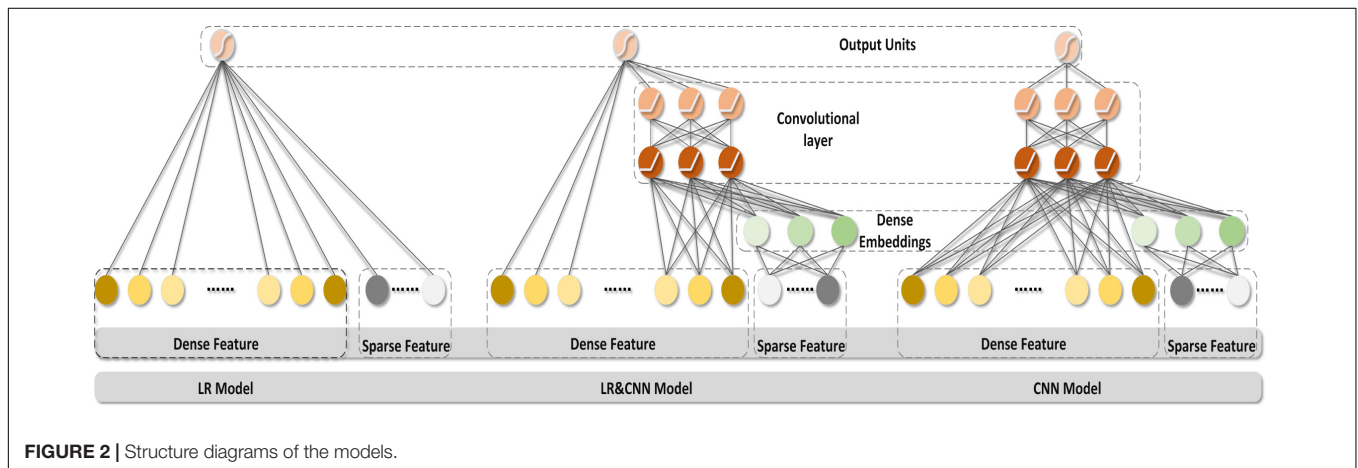 Output Units
Convolutional
layer
Dense
Embeddings
...... ...... ...... ...... ...... ......
Dense Feature Sparse Feature Dense Feature Sparse Feature Dense Feature Sparse Feature
LR Model LR&CNN Model CNN Model
FIGURE 2 | Structure diagrams of the models.